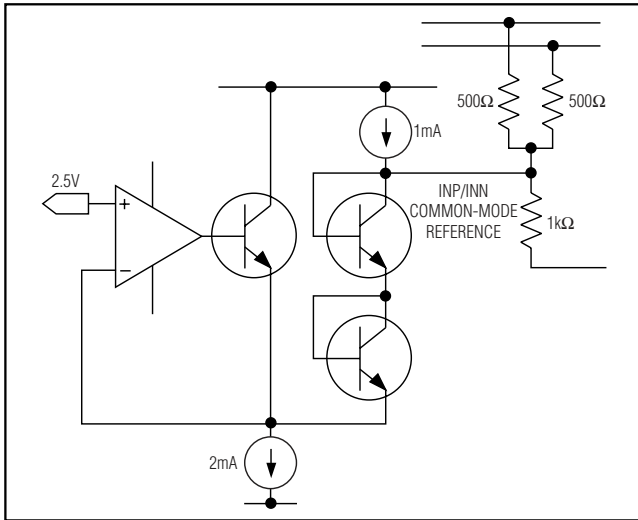 500Ω
500Ω
1mA
2.5V
+
−
INP/INN
COMMON-MODE
REFERENCE
1kΩ
2mA